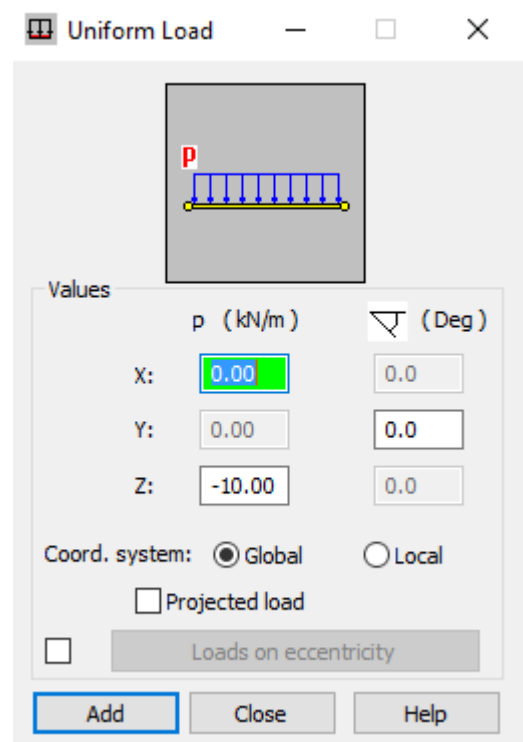 Uniform Load
p
Values
p (kN/m) (Deg)
X: 0.00 0.0
Y: 0.00 0.0
Z: -10.00 0.0
Coord. system: Global Local
Projected load
Loads on eccentricity
Add Close Help